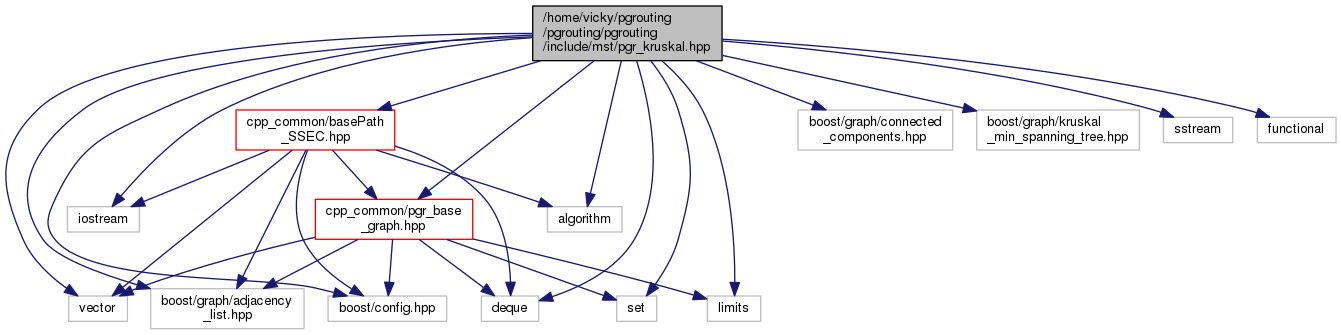 /home/vicky/pgrouting
/pgrouting/pgrouting
/include/mst/pgr_kruskal.hpp
cpp_common/basePath
_SSEC.hpp
boost/graph/connected
_components.hpp
boost/graph/kruskal
_min_spanning_tree.hpp
sstream
functional
iostream
cpp_common/pgr_base
_graph.hpp
algorithm
vector
boost/graph/adjacency
_list.hpp
boost/config.hpp
deque
set
limits